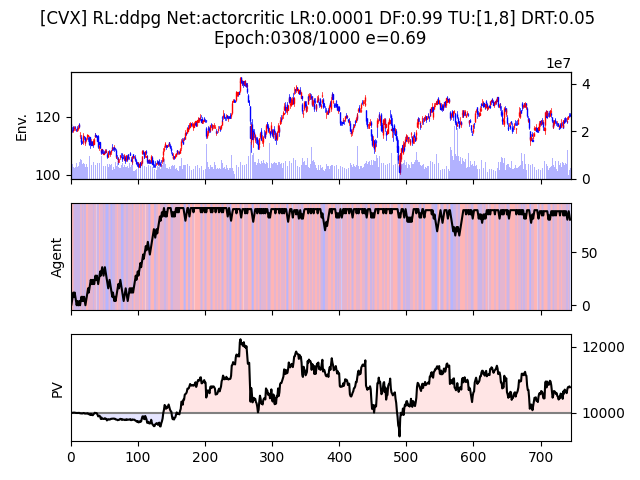 [CVX] RL:ddpg Net:actorcritic LR:0.0001 DF:0.99 TU:[1,8] DRT:0.05
Epoch:0308/1000 e=0.69
1e7
Env.
120
100
4
2
0
Agent
50
0
PV
12000
10000
0 100 200 300 400 500 600 700